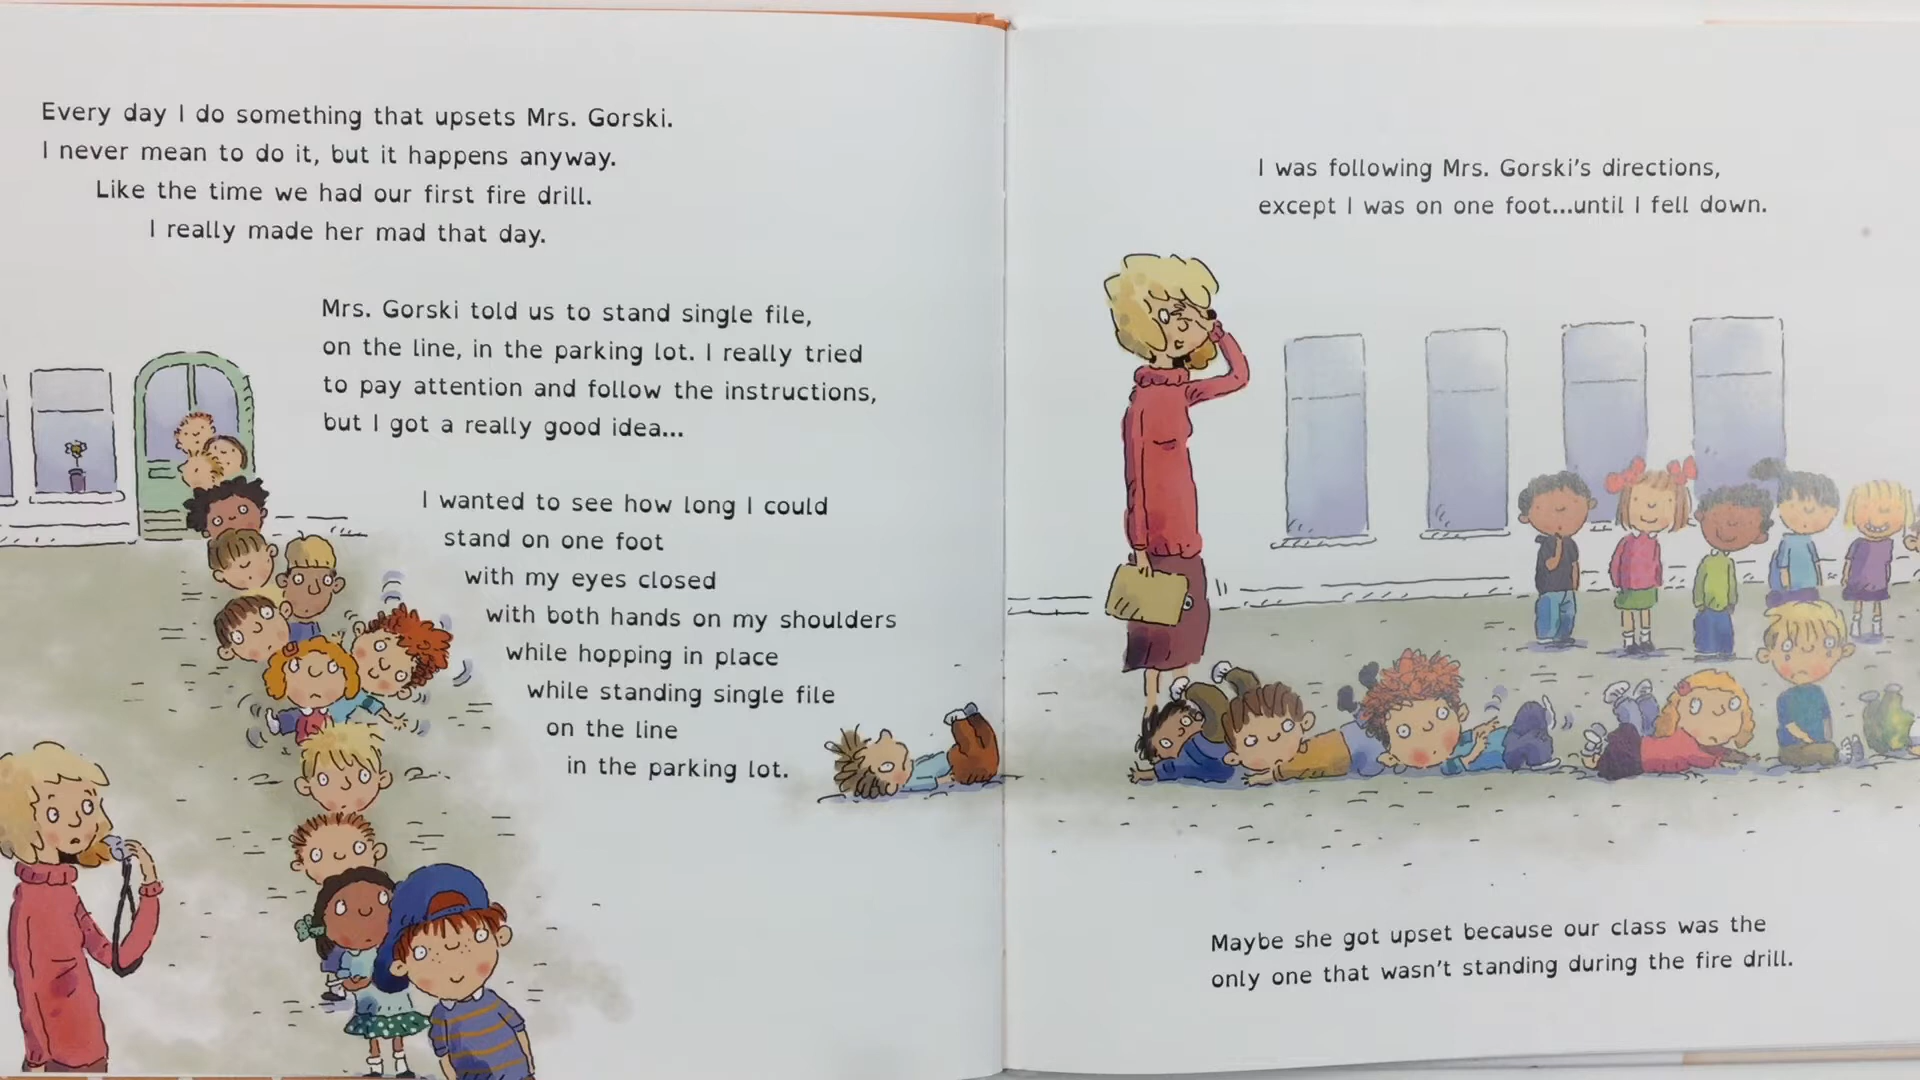 Every day I do something that upsets Mrs. Gorski.
I never mean to do it, but it happens anyway.
Like the time we had our first fire drill.
I really made her mad that day.
Mrs. Gorski told us to stand single file,
on the line, in the parking lot. I really tried
to pay attention and follow the instructions,
but I got a really good idea...
I wanted to see how long I could
stand on one foot
with my eyes closed
with both hands on my shoulders
while hopping in place
while standing single file
on the line
in the parking lot.
I was following Mrs. Gorski's directions,
except I was on one foot...until I fell down.
Maybe she got upset because our class was the
only one that wasn't standing during the fire drill.